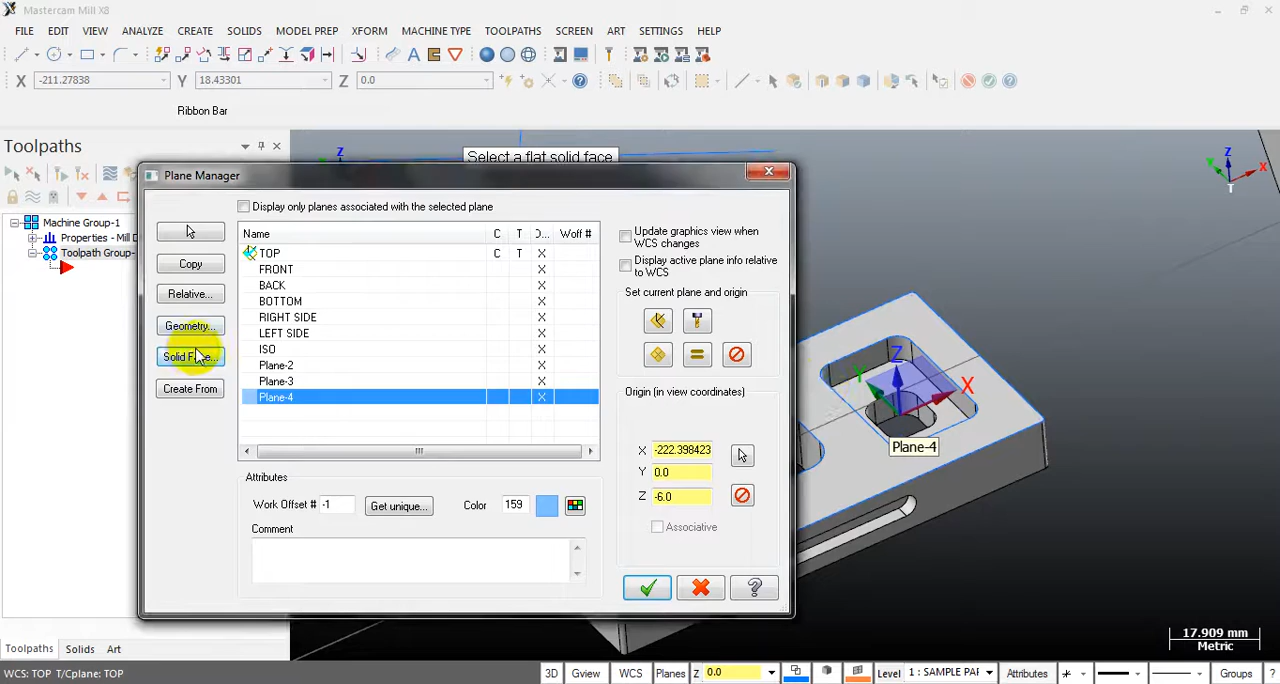 Mastercam Mill X8
FILE EDIT VIEW ANALYZE CREATE SOLIDS MODEL PREP XFORM MACHINE TYPE TOOLPATHS SCREEN ART SETTINGS HELP
X -211.27838 Y 18.43301 Z 0.0
Ribbon Bar
Toolpaths
Machine Group-1
Properties - Mill D
Toolpath Group-
Z
Select a flat solid face
Z
Y X
T
Plane Manager
Display only planes associated with the selected plane
Name C T D... Woff #
TOP C T X
FRONT X
BACK X
BOTTOM X
RIGHT SIDE X
LEFT SIDE X
ISO X
Plane-2 X
Plane-3 X
Plane-4 X
Copy
Relative...
Geometry...
Solid Face...
Create From
Update graphics view when
WCS changes
Display active plane info relative
to WCS
Set current plane and origin
Origin (in view coordinates)
X -222.398423
Y 0.0
Z -6.0
Associative
Attributes
Work Offset # -1 Get unique... Color 159
Comment
Z
Y X
Plane-4
17.909 mm
Metric
Toolpaths Solids Art
WCS: TOP T/Cplane: TOP 3D Gview WCS Planes Z 0.0 Level 1 : SAMPLE PAR Attributes Groups ?